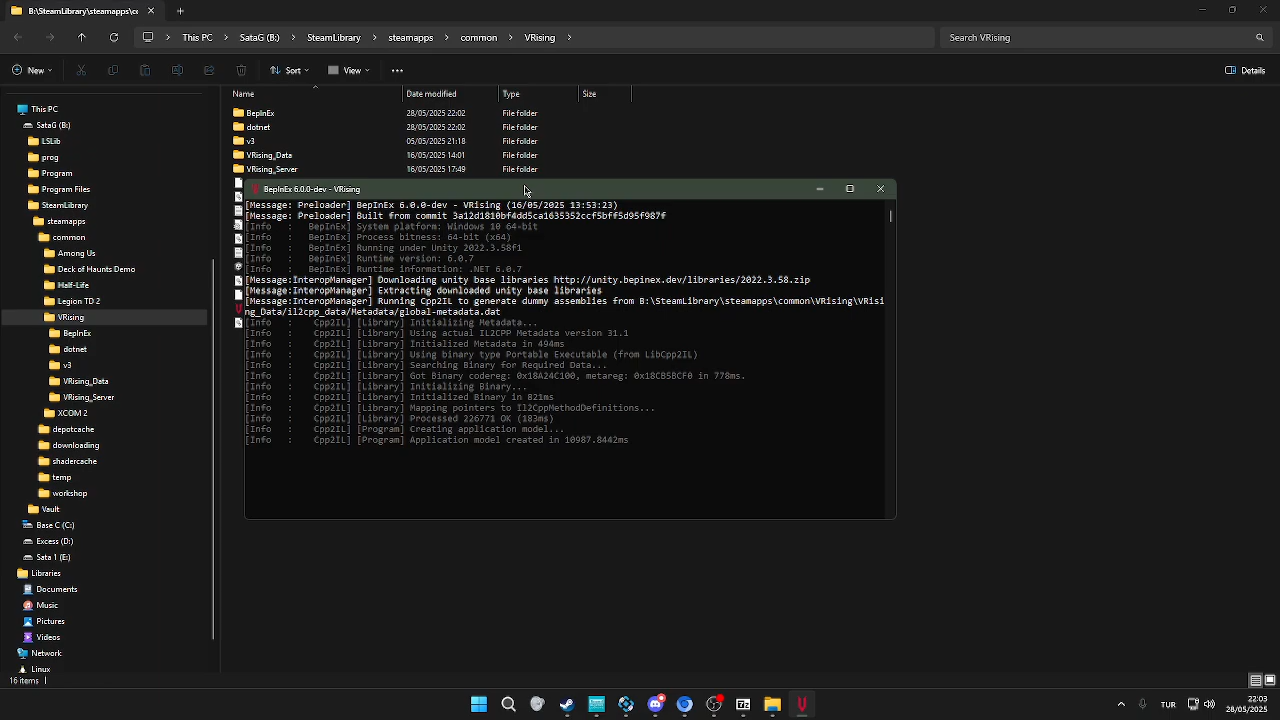 B:\SteamLibrary\steamapps\cc
This PC
SataG (B:)
SteamLibrary
steamapps
common
VRising
Search VRising
New
Sort
View
Details
Name
Date modified
Type
Size
BepInEx
28/05/2025 22:02
File folder
dotnet
28/05/2025 22:02
File folder
v3
05/05/2025 21:18
File folder
VRising_Data
16/05/2025 14:01
File folder
VRising_Server
16/05/2025 17:49
File folder
This PC
SataG (B:)
LSLib
prog
Program
Program Files
SteamLibrary
steamapps
common
Among Us
Deck of Haunts Demo
Half-Life
Legion TD 2
VRising
BepInEx
dotnet
v3
VRising_Data
VRising_Server
XCOM 2
depotcache
downloading
shadercache
temp
workshop
Vault
Base C (C:)
Excess (D:)
Sata 1 (E:)
Libraries
Documents
Music
Pictures
Videos
Network
Linux
BepInEx 6.0.0-dev - VRising
[Message: Preloader] BepInEx 6.0.0-dev - VRising (16/05/2025 13:53:23)
[Message: Preloader] Built from commit 3a12d1810bf4dd5ca1635352ccf5bff5d95f987f
[Info   :   BepInEx] System platform: Windows 10 64-bit
[Info   :   BepInEx] Process bitness: 64-bit (x64)
[Info   :   BepInEx] Running under Unity 2022.3.58f1
[Info   :   BepInEx] Runtime version: 6.0.7
[Info   :   BepInEx] Runtime information: .NET 6.0.7
[Message:InteropManager] Downloading unity base libraries http://unity.bepinex.dev/libraries/2022.3.58.zip
[Message:InteropManager] Extracting downloaded unity base libraries
[Message:InteropManager] Running Cpp2IL to generate dummy assemblies from B:\SteamLibrary\steamapps\common\VRising\VRisi
ng_Data/il2cpp_data/Metadata/global-metadata.dat
[Info   :    Cpp2IL] [Library] Initializing Metadata...
[Info   :    Cpp2IL] [Library] Using actual IL2CPP Metadata version 31.1
[Info   :    Cpp2IL] [Library] Initialized Metadata in 494ms
[Info   :    Cpp2IL] [Library] Using binary type Portable Executable (from LibCpp2IL)
[Info   :    Cpp2IL] [Library] Searching Binary for Required Data...
[Info   :    Cpp2IL] [Library] Got Binary codereg: 0x18A24C100, metareg: 0x18CB5BCF0 in 778ms.
[Info   :    Cpp2IL] [Library] Initializing Binary...
[Info   :    Cpp2IL] [Library] Initialized Binary in 821ms
[Info   :    Cpp2IL] [Library] Mapping pointers to Il2CppMethodDefinitions...
[Info   :    Cpp2IL] [Library] Processed 226771 OK (183ms)
[Info   :    Cpp2IL] [Program] Creating application model...
[Info   :    Cpp2IL] [Program] Application model created in 10987.8442ms
16 items
TUR
22:03
28/05/2025